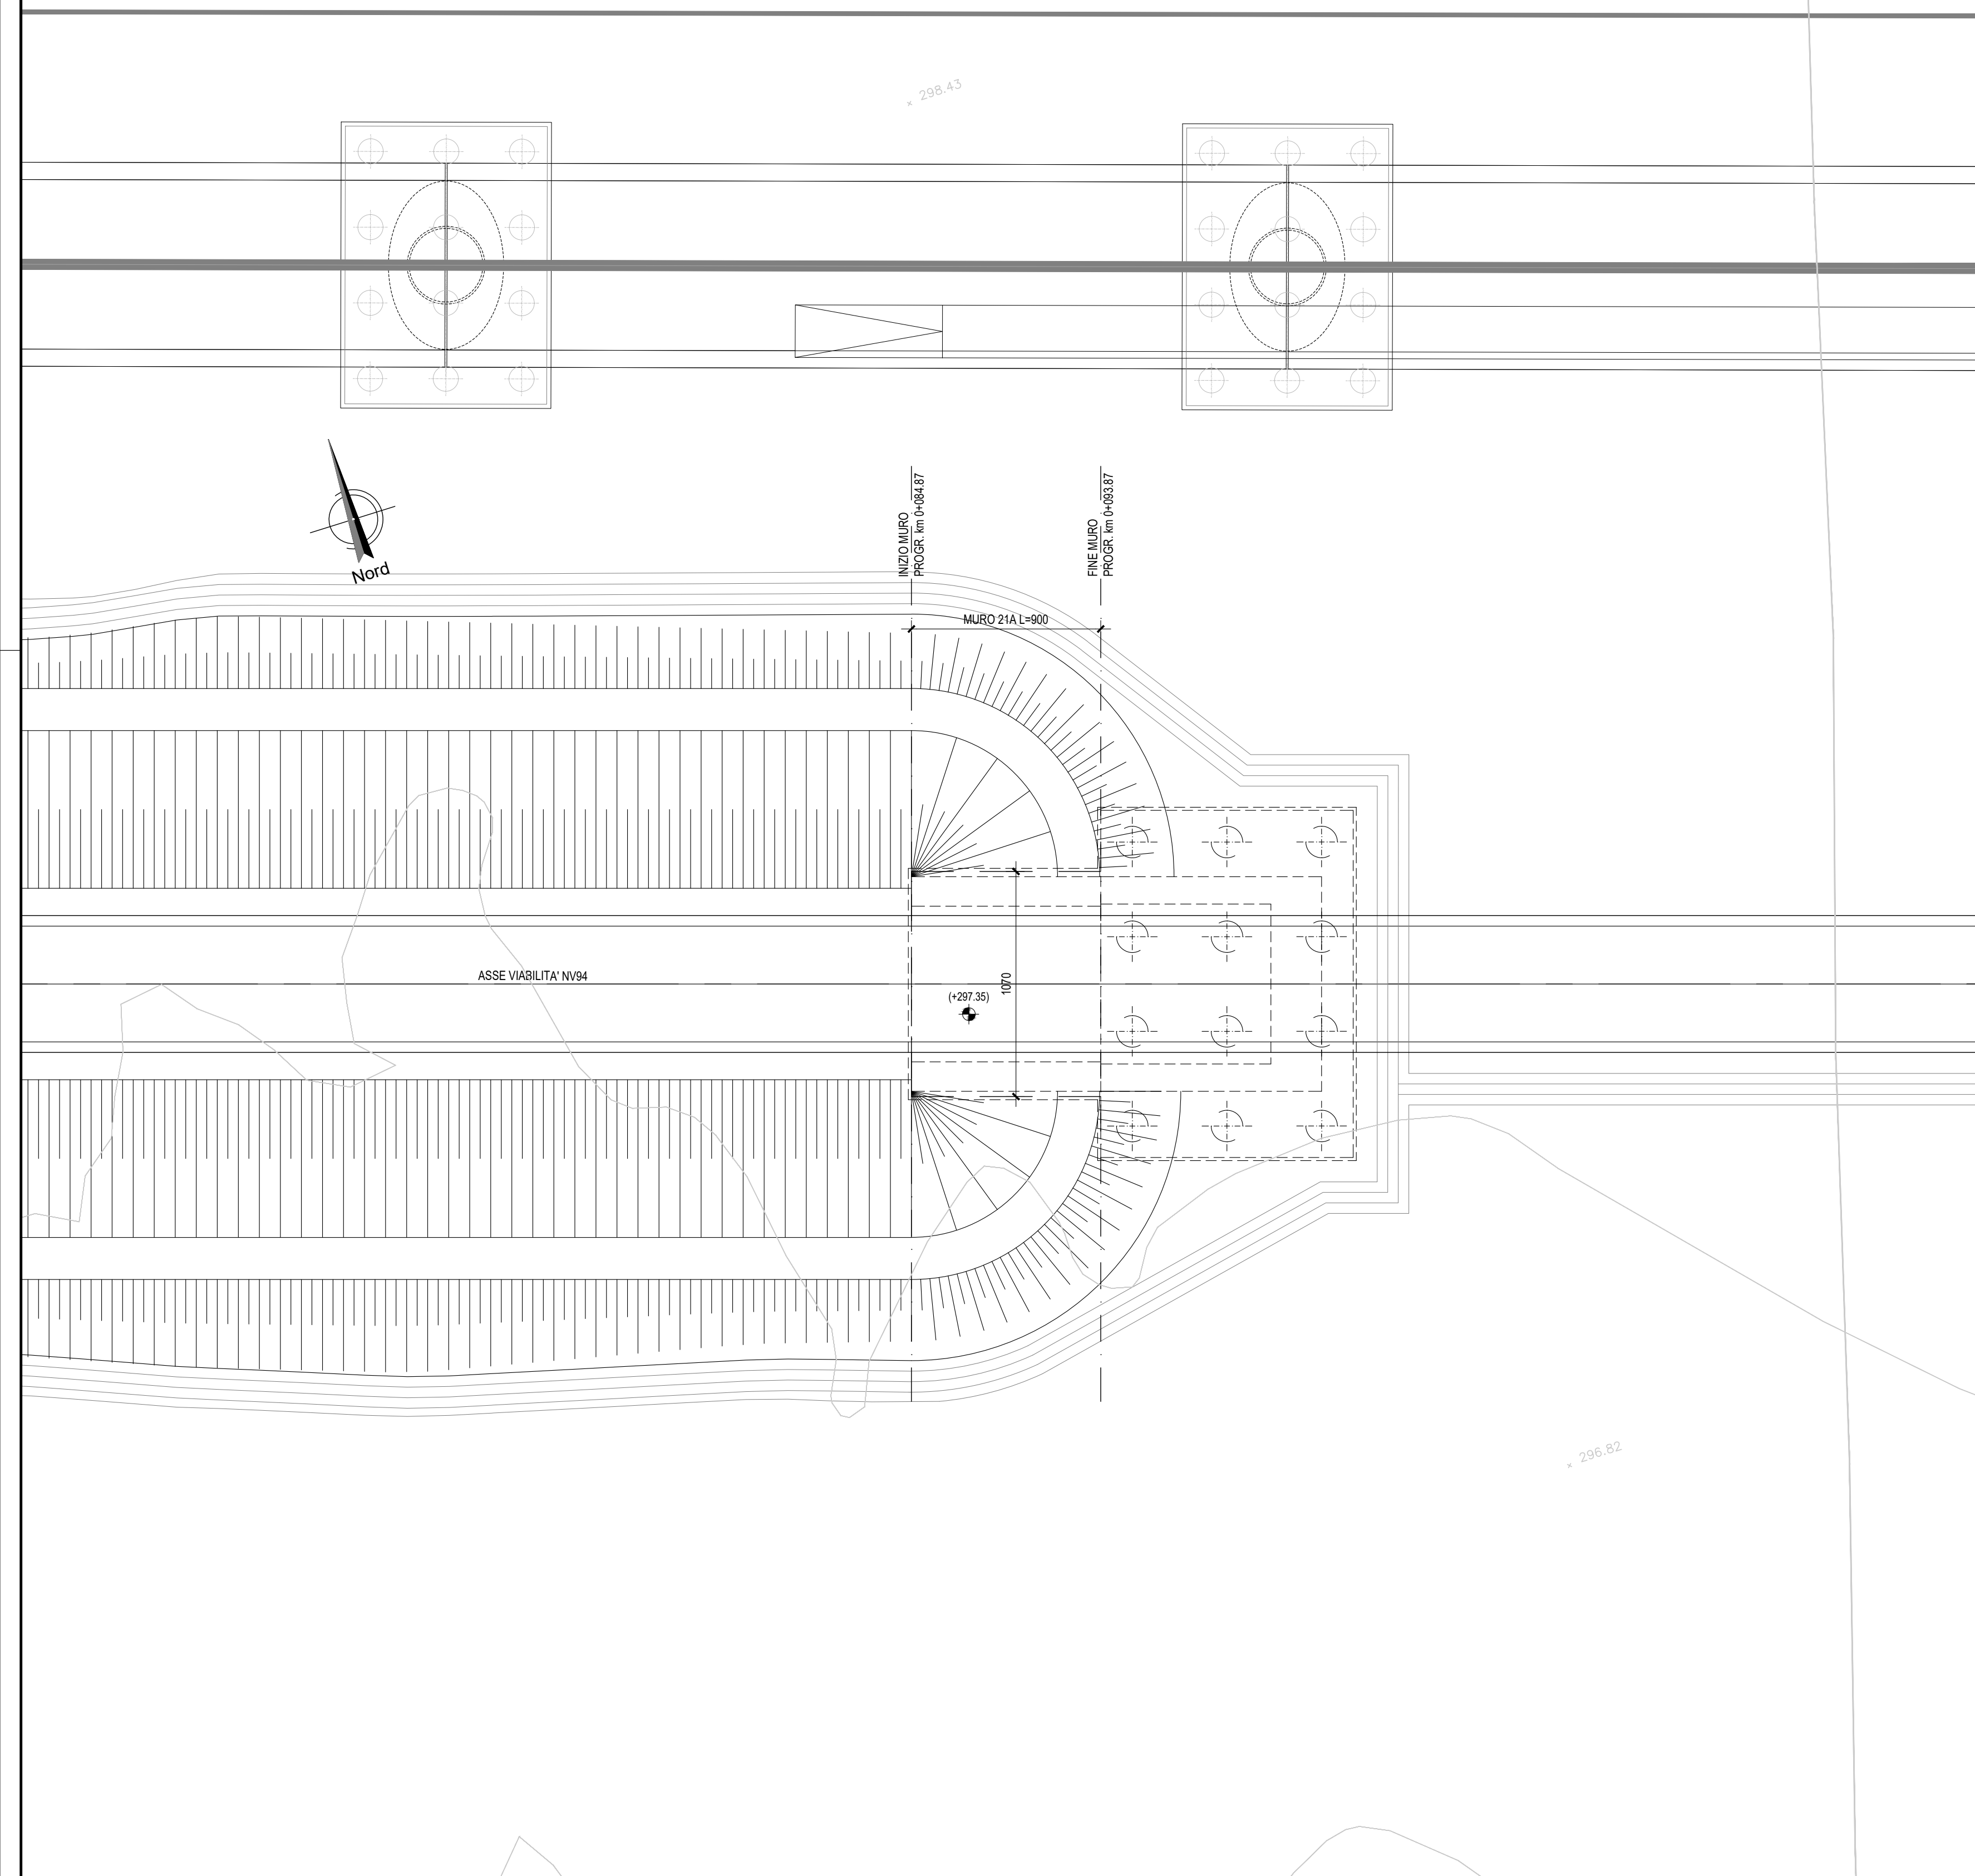 298.43
INIZIO MURO
PROGR. km 0+084.87
FINE MURO
PROGR. km 0+093.87
Nord
MURO 21A L=900
ASSE VIABILITA' NV94
(+297.35)
1070
296.82